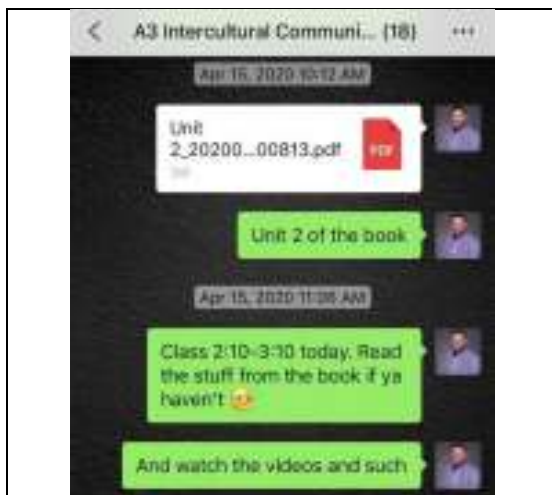 A3 Intercultural Communi... (18)
Apr 15, 2020 10:12 AM
Unit
2_20200...00813.pdf
PDF
Unit 2 of the book
Apr 15, 2020 11:26 AM
Class 2:10-3:10 today. Read
the stuff from the book if ya
haven't
And watch the videos and such